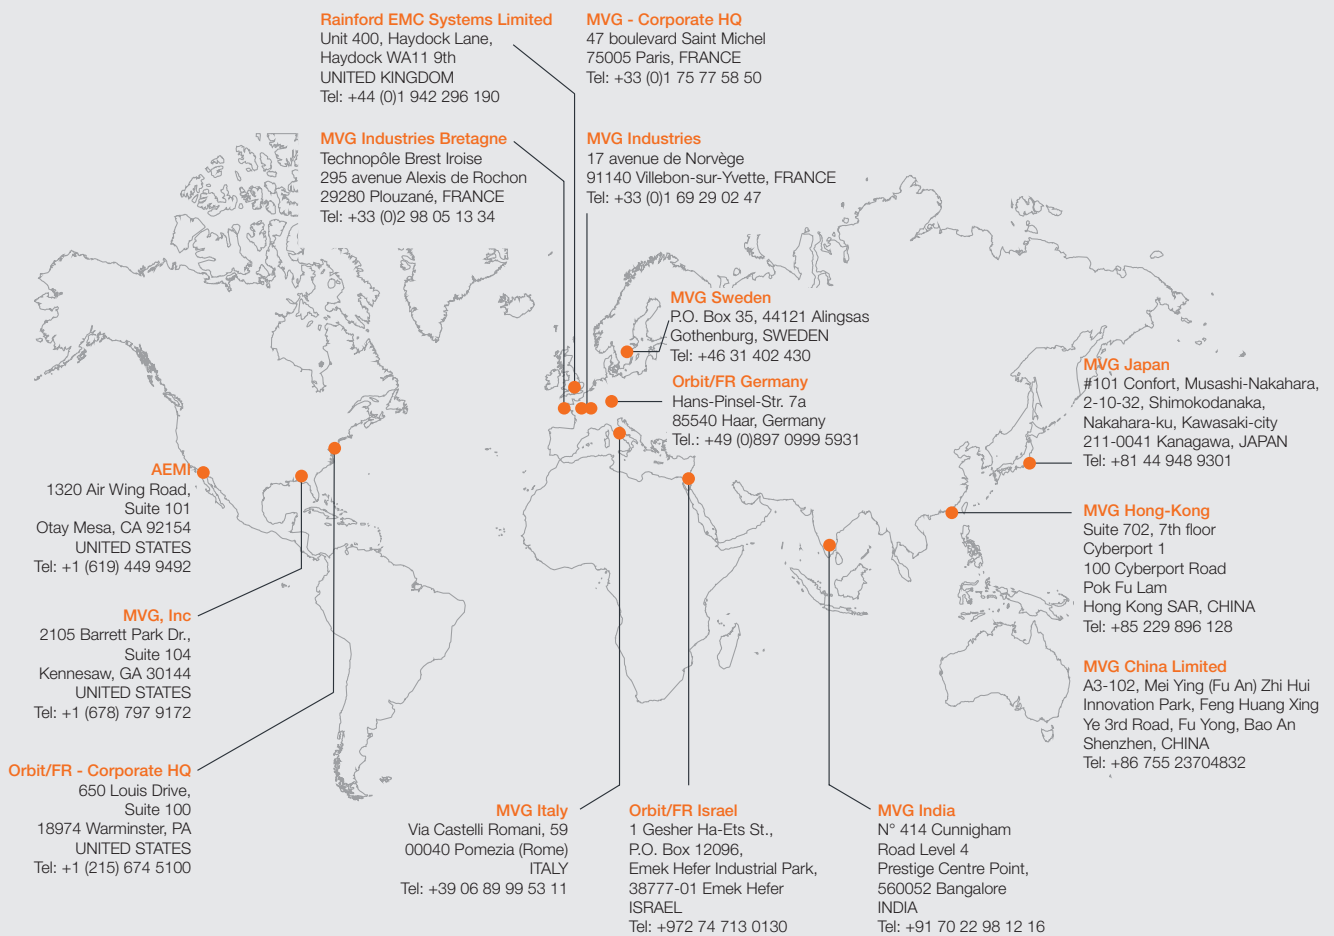 Rainford EMC Systems Limited
Unit 400, Haydock Lane,
Haydock WA11 9th
UNITED KINGDOM
Tel: +44 (0)1 942 296 190
MVG - Corporate HQ
47 boulevard Saint Michel
75005 Paris, FRANCE
Tel: +33 (0)1 75 77 58 50
MVG Industries Bretagne
Technopôle Brest Iroise
295 avenue Alexis de Rochon
29280 Plouzané, FRANCE
Tel: +33 (0)2 98 05 13 34
MVG Industries
17 avenue de Norvège
91140 Villebon-sur-Yvette, FRANCE
Tel: +33 (0)1 69 29 02 47
MVG Sweden
P.O. Box 35, 44121 Alingsas
Gothenburg, SWEDEN
Tel: +46 31 402 430
Orbit/FR Germany
Hans-Pinsel-Str. 7a
85540 Haar, Germany
Tel.: +49 (0)897 0999 5931
MVG Japan
#101 Confort, Musashi-Nakahara,
2-10-32, Shimokodanaka,
Nakahara-ku, Kawasaki-city
211-0041 Kanagawa, JAPAN
Tel: +81 44 948 9301
AEMI
1320 Air Wing Road,
Suite 101
Otay Mesa, CA 92154
UNITED STATES
Tel: +1 (619) 449 9492
MVG Hong-Kong
Suite 702, 7th floor
Cyberport 1
100 Cyberport Road
Pok Fu Lam
Hong Kong SAR, CHINA
Tel: +85 229 896 128
MVG, Inc
2105 Barrett Park Dr.,
Suite 104
Kennesaw, GA 30144
UNITED STATES
Tel: +1 (678) 797 9172
MVG China Limited
A3-102, Mei Ying (Fu An) Zhi Hui
Innovation Park, Feng Huang Xing
Ye 3rd Road, Fu Yong, Bao An
Shenzhen, CHINA
Tel: +86 755 23704832
Orbit/FR - Corporate HQ
650 Louis Drive,
Suite 100
18974 Warminster, PA
UNITED STATES
Tel: +1 (215) 674 5100
MVG Italy
Via Castelli Romani, 59
00040 Pomezia (Rome)
ITALY
Tel: +39 06 89 99 53 11
Orbit/FR Israel
1 Gesher Ha-Ets St.,
P.O. Box 12096,
Emek Hefer Industrial Park,
38777-01 Emek Hefer
ISRAEL
Tel: +972 74 713 0130
MVG India
N° 414 Cunnigham
Road Level 4
Prestige Centre Point,
560052 Bangalore
INDIA
Tel: +91 70 22 98 12 16